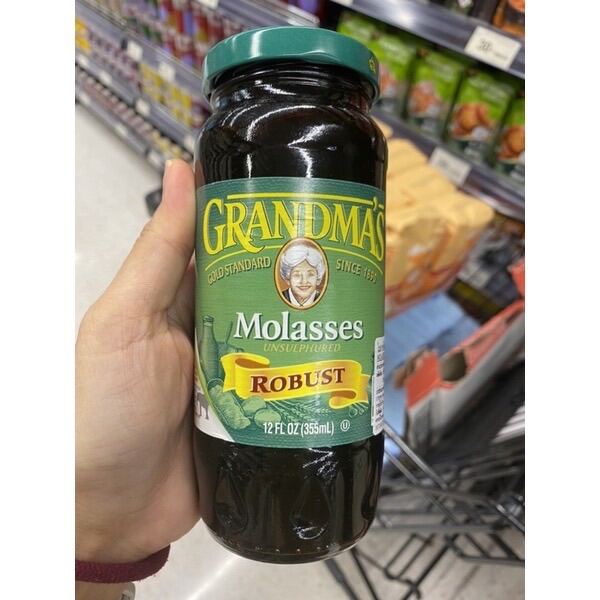 GRANDMA'S
GOLD STANDARD SINCE 1890
Molasses
UNSULPHURED
ROBUST
12 FL OZ (355mL) U